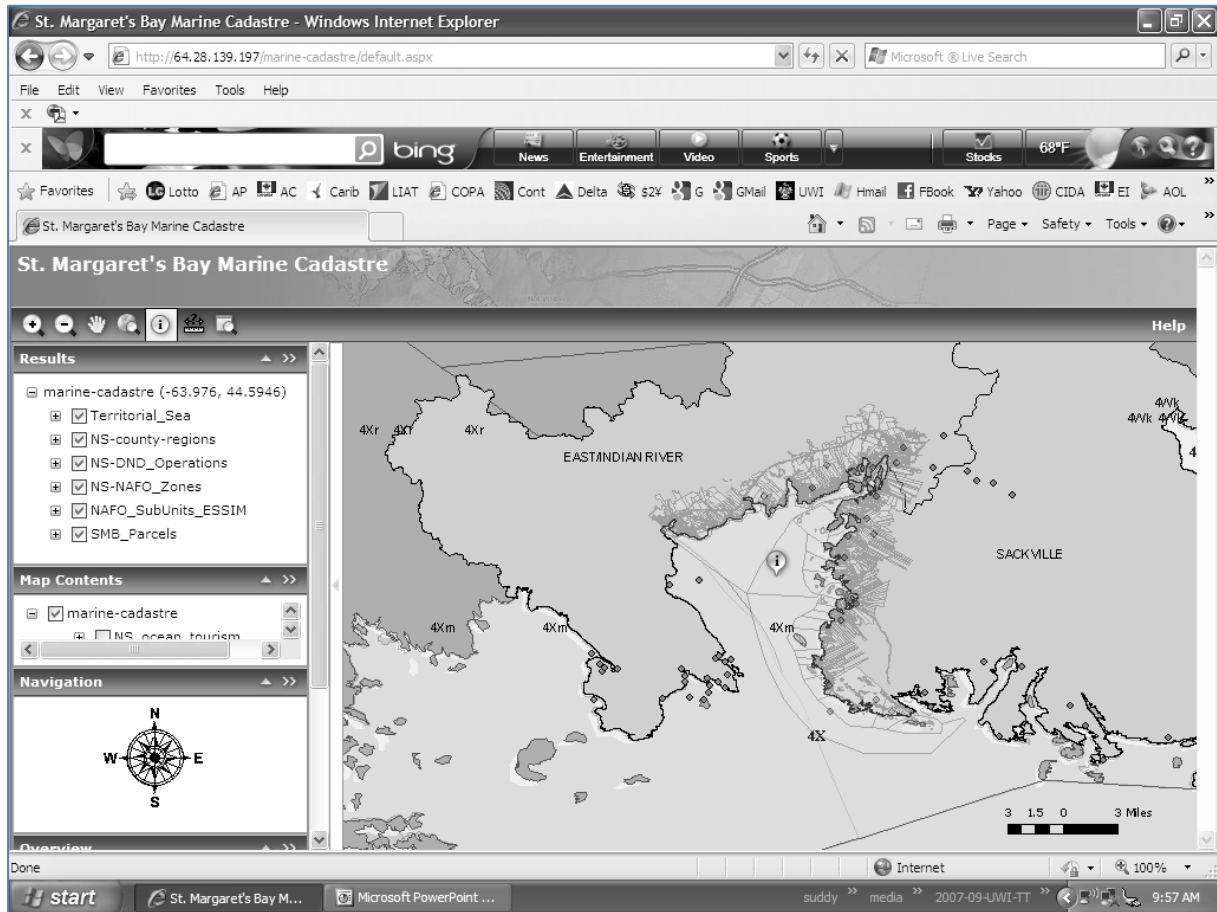 St. Margaret's Bay Marine Cadastre - Windows Internet Explorer
http://64.28.139.197/marine-cadastre/default.aspx
Microsoft ® Live Search
File Edit View Favorites Tools Help
bing
News Entertainment Video Sports Stocks 68°F
Favorites Lotto AP AC Carib LIAT COPA Cont Delta $2¥ G GMail UWI Hmail FBook Yahoo CIDA EI AOL
St. Margaret's Bay Marine Cadastre
Page Safety Tools
St. Margaret's Bay Marine Cadastre
Help
Results
marine-cadastre (-63.976, 44.5946)
Territorial_Sea
NS-county-regions
NS-DND_Operations
NS-NAFO_Zones
NAFO_SubUnits_ESSIM
SMB_Parcels
Map Contents
marine-cadastre
NS_ocean_tourism
Navigation
N
W E
S
Overview
4Xr 4Xr 4Xr
EAST/INDIAN RIVER
4Vk
4Vk 4Vk
4
SACKVILLE
4Xm 4Xm 4Xm
4X
3 1.5 0 3 Miles
Done
Internet
100%
start
St. Margaret's Bay M...
Microsoft PowerPoint ...
suddy media 2007-09-UWI-TT
9:57 AM